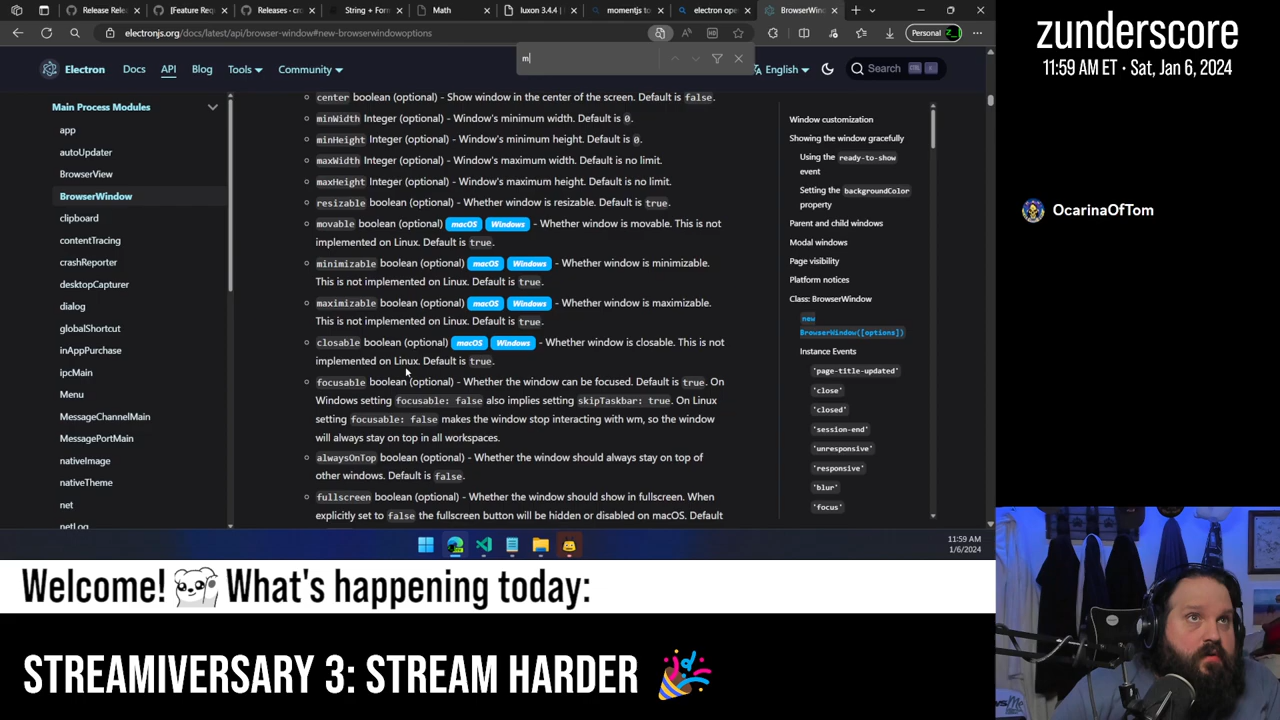 Release Relea
[Feature Req
Releases · cro
String + Form
Math
luxon 3.4.4 |
momentjs to
electron ope
BrowserWin
electronjs.org/docs/latest/api/browser-window#new-browserwindowoptions
Personal
m
Electron
Docs
API
Blog
Tools
Community
English
Search
ctrl
K
Main Process Modules
app
autoUpdater
BrowserView
BrowserWindow
clipboard
contentTracing
crashReporter
desktopCapturer
dialog
globalShortcut
inAppPurchase
ipcMain
Menu
MessageChannelMain
MessagePortMain
nativeImage
nativeTheme
net
netLog
center boolean (optional) - Show window in the center of the screen. Default is false.
minWidth Integer (optional) - Window's minimum width. Default is 0.
minHeight Integer (optional) - Window's minimum height. Default is 0.
maxWidth Integer (optional) - Window's maximum width. Default is no limit.
maxHeight Integer (optional) - Window's maximum height. Default is no limit.
resizable boolean (optional) - Whether window is resizable. Default is true.
movable boolean (optional) macOS Windows - Whether window is movable. This is not
implemented on Linux. Default is true.
minimizable boolean (optional) macOS Windows - Whether window is minimizable.
This is not implemented on Linux. Default is true.
maximizable boolean (optional) macOS Windows - Whether window is maximizable.
This is not implemented on Linux. Default is true.
closable boolean (optional) macOS Windows - Whether window is closable. This is not
implemented on Linux. Default is true.
focusable boolean (optional) - Whether the window can be focused. Default is true. On
Windows setting focusable: false also implies setting skipTaskbar: true. On Linux
setting focusable: false makes the window stop interacting with wm, so the window
will always stay on top in all workspaces.
alwaysOnTop boolean (optional) - Whether the window should always stay on top of
other windows. Default is false.
fullscreen boolean (optional) - Whether the window should show in fullscreen. When
explicitly set to false the fullscreen button will be hidden or disabled on macOS. Default
Window customization
Showing the window gracefully
Using the ready-to-show
event
Setting the backgroundColor
property
Parent and child windows
Modal windows
Page visibility
Platform notices
Class: BrowserWindow
new
BrowserWindow([options])
Instance Events
'page-title-updated'
'close'
'closed'
'session-end'
'unresponsive'
'responsive'
'blur'
'focus'
11:59 AM
1/6/2024
zunderscore
11:59 AM ET • Sat, Jan 6, 2024
OcarinaOfTom
Welcome! What's happening today:
STREAMIVERSARY 3: STREAM HARDER